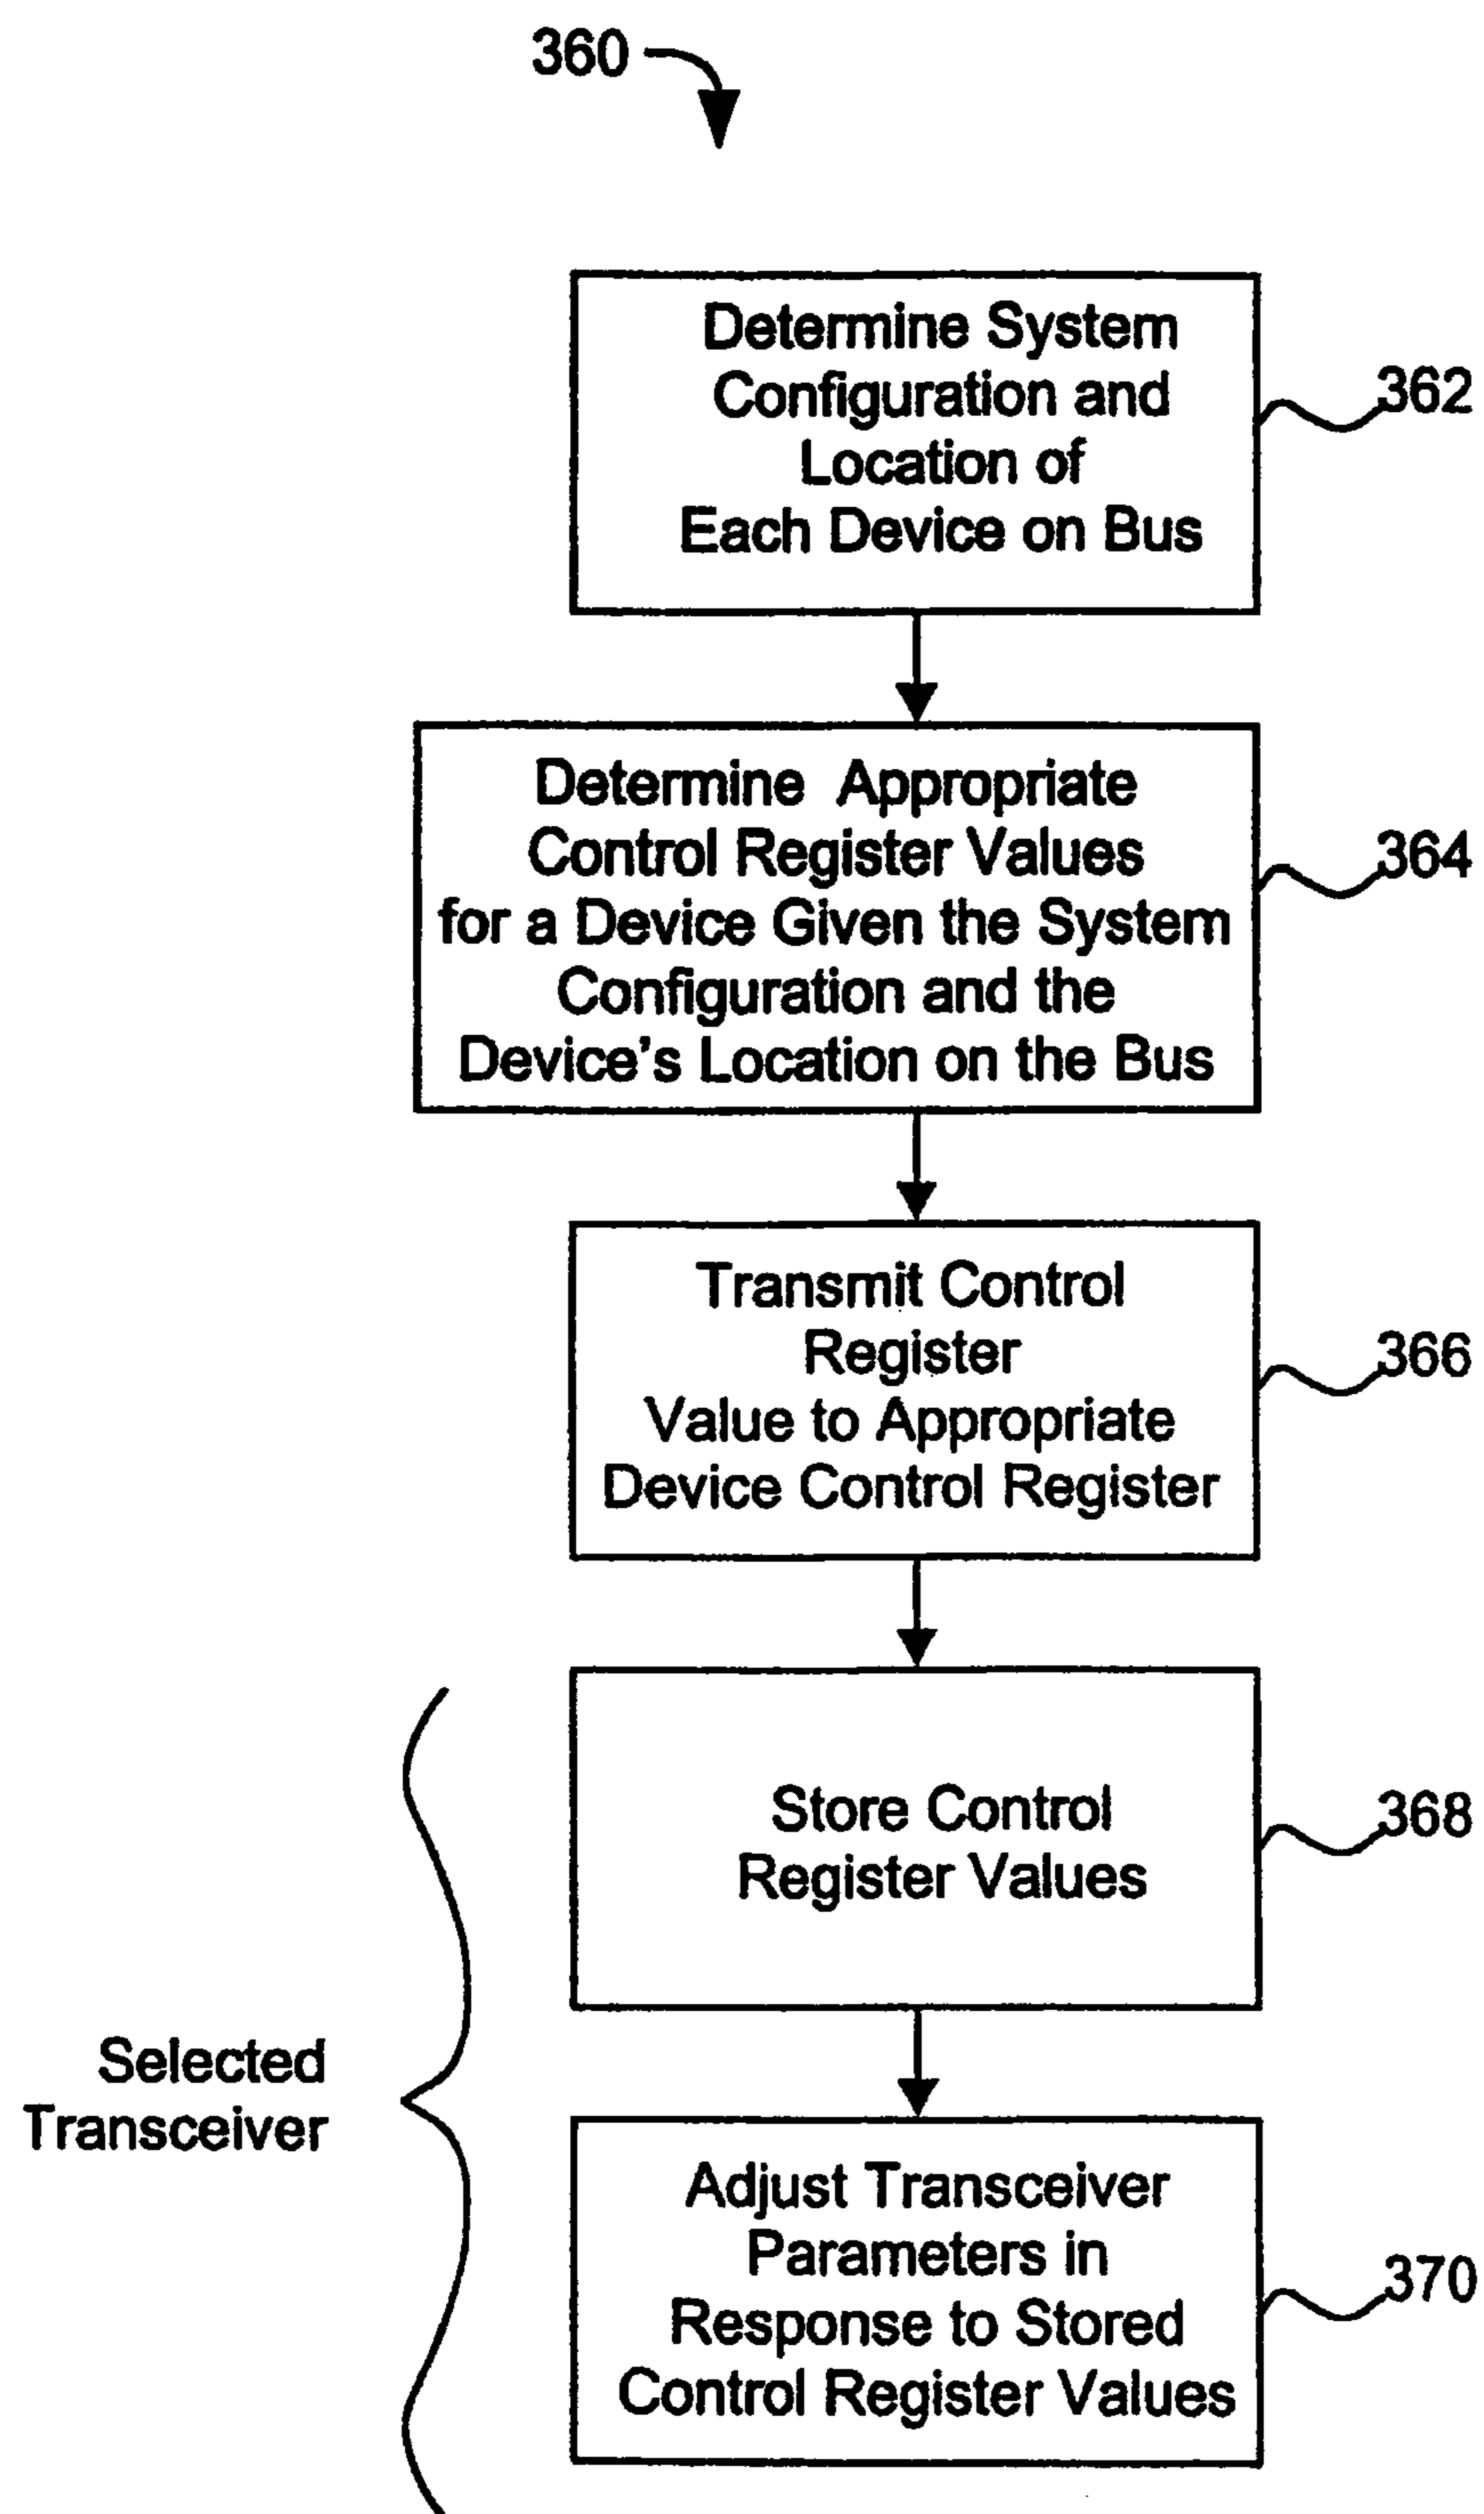 360
Determine System
Configuration and
Location of
Each Device on Bus
362
Determine Appropriate
Control Register Values
for a Device Given the System
Configuration and the
Device's Location on the Bus
364
Transmit Control
Register
Value to Appropriate
Device Control Register
366
Store Control
Register Values
368
Selected
Transceiver
Adjust Transceiver
Parameters in
Response to Stored
Control Register Values
370